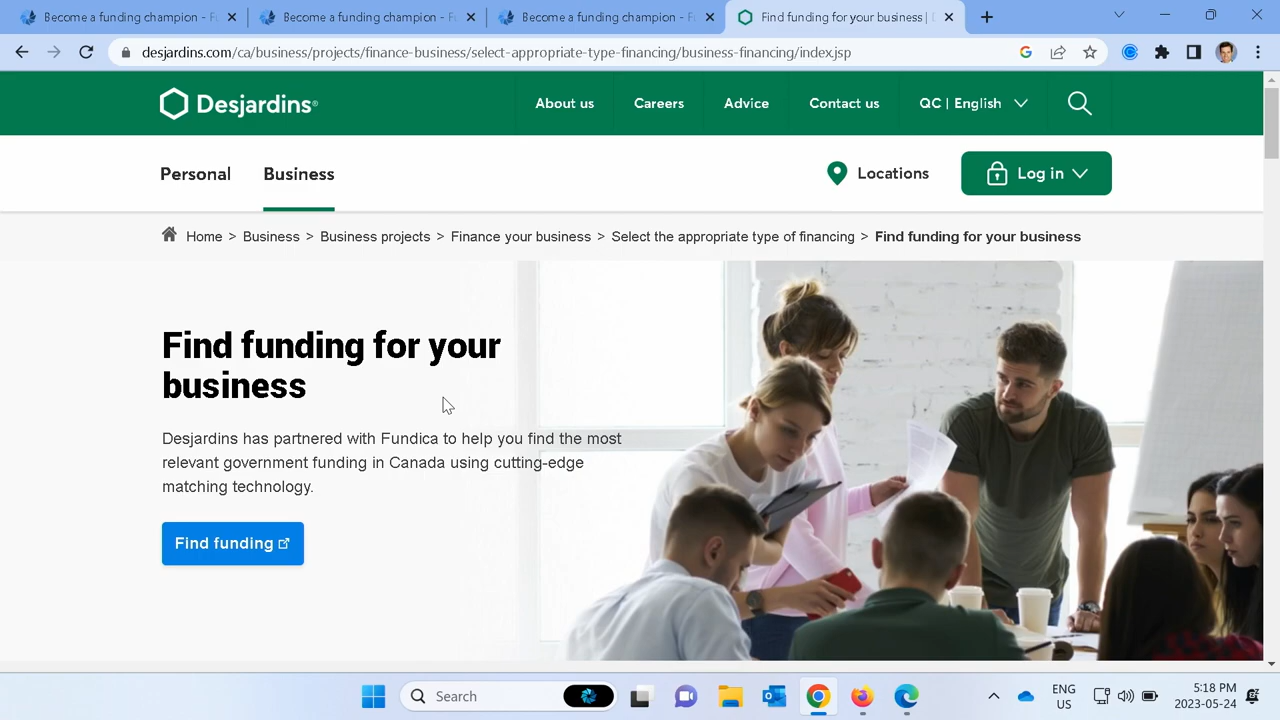 Become a funding champion - Fu
Become a funding champion - Fu
Become a funding champion - Fu
Find funding for your business |
desjardins.com/ca/business/projects/finance-business/select-appropriate-type-financing/business-financing/index.jsp
Desjardins®
About us
Careers
Advice
Contact us
QC | English
Personal
Business
Locations
Log in
Home > Business > Business projects > Finance your business > Select the appropriate type of financing > Find funding for your business
Find funding for your
business
Desjardins has partnered with Fundica to help you find the most
relevant government funding in Canada using cutting-edge
matching technology.
Find funding
Search
ENG
US
5:18 PM
2023-05-24